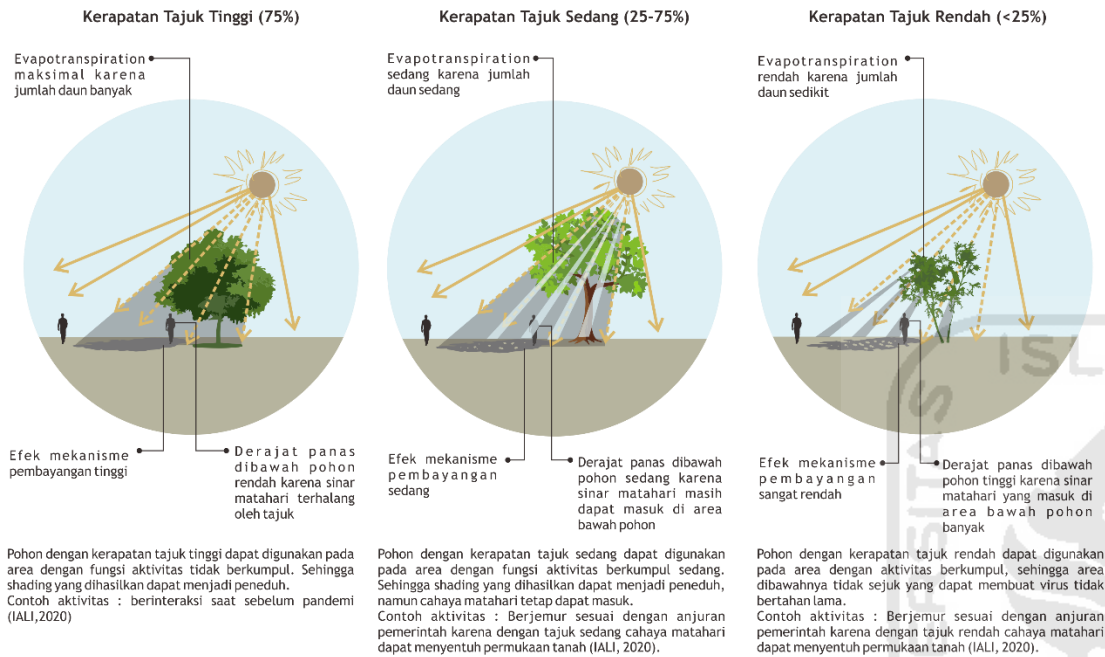 Kerapatan Tajuk Tinggi (75%)
Evapotranspiration
maksimal karena
jumlah daun banyak
Efek mekanisme
pembayangan tinggi
Derajat panas
dibawah pohon
rendah karena sinar
matahari terhalang
oleh tajuk
Pohon dengan kerapatan tajuk tinggi dapat digunakan
pada area dengan fungsi aktivitas tidak berkumpul. Sehingga
shading yang dihasilkan dapat menjadi peneduh.
Contoh aktivitas : berinteraksi saat sebelum pandemi
(IALI,2020)
Kerapatan Tajuk Sedang (25-75%)
Evapotranspiration
sedang karena jumlah
daun sedang
Efek mekanisme
pembayangan
sedang
Derajat panas dibawah
pohon sedang karena
sinar matahari masih
dapat masuk di area
bawah pohon
Pohon dengan kerapatan tajuk sedang dapat digunakan
pada area dengan fungsi aktivitas berkumpul sedang.
Sehingga shading yang dihasilkan dapat menjadi peneduh,
namun cahaya matahari tetap dapat masuk.
Contoh aktivitas : Berjemur sesuai dengan anjuran
pemerintah karena dengan tajuk sedang cahaya matahari
dapat menyentuh permukaan tanah (IALI, 2020).
Kerapatan Tajuk Rendah (<25%)
Evapotranspiration
rendah karena jumlah
daun sedikit
Efek mekanisme
pembayangan
sangat rendah
Derajat panas dibawah
pohon tinggi karena sinar
matahari yang masuk di
area bawah pohon
banyak
Pohon dengan kerapatan tajuk rendah dapat digunakan
pada area dengan aktivitas berkumpul, sehingga area
dibawahnya tidak sejuk yang dapat membuat virus tidak
bertahan lama.
Contoh aktivitas : Berjemur sesuai dengan anjuran
pemerintah karena dengan tajuk rendah cahaya matahari
dapat menyentuh permukaan tanah (IALI, 2020).